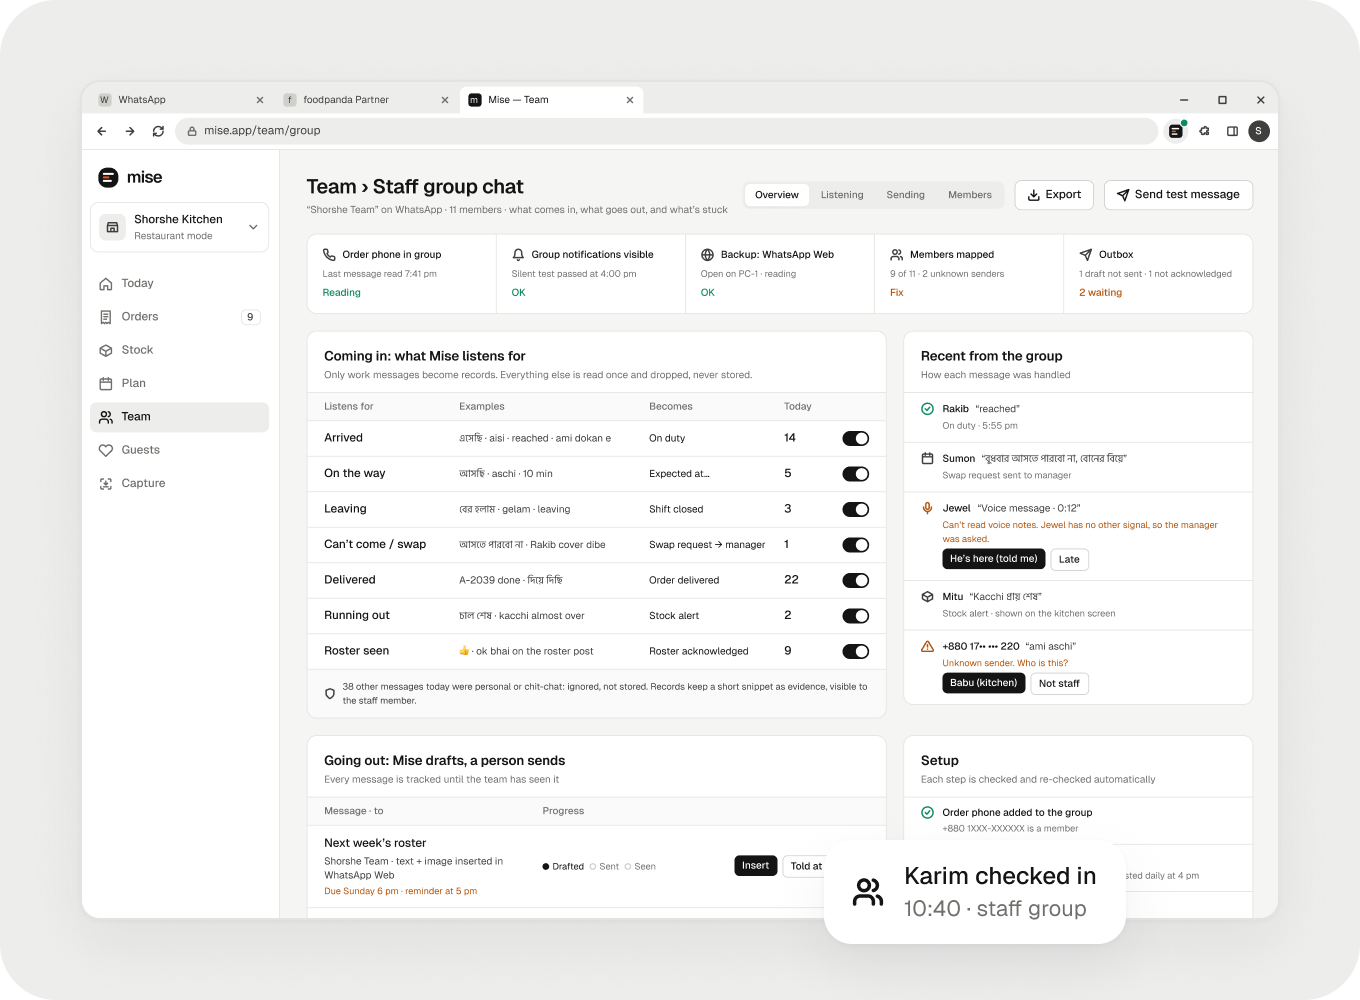 W WhatsApp
f foodpanda Partner
m Mise — Team
mise.app/team/group
S
mise
Shorshe Kitchen
Restaurant mode
Today
Orders 9
Stock
Plan
Team
Guests
Capture
Team › Staff group chat
“Shorshe Team” on WhatsApp · 11 members · what comes in, what goes out, and what’s stuck
Overview Listening Sending Members
Export
Send test message
Order phone in group
Last message read 7:41 pm
Reading
Group notifications visible
Silent test passed at 4:00 pm
OK
Backup: WhatsApp Web
Open on PC-1 · reading
OK
Members mapped
9 of 11 · 2 unknown senders
Fix
Outbox
1 draft not sent · 1 not acknowledged
2 waiting
Coming in: what Mise listens for
Only work messages become records. Everything else is read once and dropped, never stored.
Listens for Examples Becomes Today
Arrived এসেছি · aisi · reached · ami dokan e On duty 14
On the way আসছি · aschi · 10 min Expected at… 5
Leaving বের হলাম · gelam · leaving Shift closed 3
Can’t come / swap আসতে পারবো না · Rakib cover dibe Swap request → manager 1
Delivered A-2039 done · দিয়ে দিছি Order delivered 22
Running out চাল শেষ · kacchi almost over Stock alert 2
Roster seen 👍 · ok bhai on the roster post Roster acknowledged 9
38 other messages today were personal or chit-chat: ignored, not stored. Records keep a short snippet as evidence, visible to
the staff member.
Recent from the group
How each message was handled
Rakib “reached”
On duty · 5:55 pm
Sumon “বুধবার আসতে পারবো না, বোনের বিয়ে”
Swap request sent to manager
Jewel “Voice message · 0:12”
Can’t read voice notes. Jewel has no other signal, so the manager
was asked.
He’s here (told me) Late
Mitu “Kacchi প্রায় শেষ”
Stock alert · shown on the kitchen screen
+880 17•• ••• 220 “ami aschi”
Unknown sender. Who is this?
Babu (kitchen) Not staff
Going out: Mise drafts, a person sends
Every message is tracked until the team has seen it
Message · to Progress
Next week’s roster
Shorshe Team · text + image inserted in
WhatsApp Web
Due Sunday 6 pm · reminder at 5 pm
Drafted Sent Seen
Insert Told at
Setup
Each step is checked and re-checked automatically
Order phone added to the group
+880 1XXX-XXXXXX is a member
daily at 4 pm
Karim checked in
10:40 · staff group